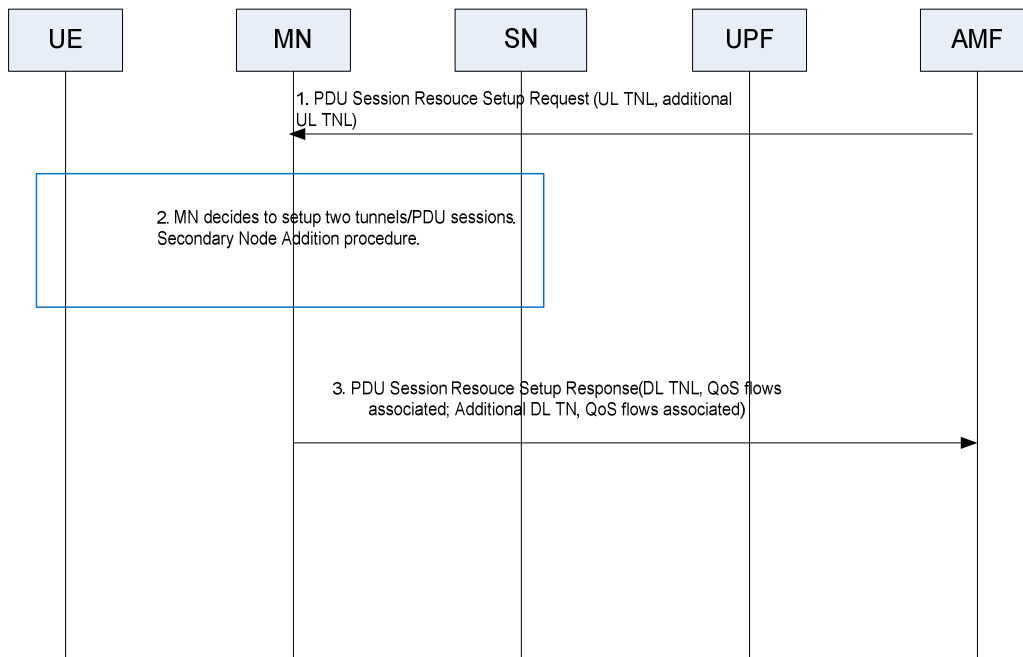 UE
MN
SN
UPF
AMF
1. PDU Session Resouce Setup Request (UL TNL, additional
UL TNL)
2. MN decides to setup two tunnels/PDU sessions.
Secondary Node Addition procedure.
3. PDU Session Resouce Setup Response(DL TNL, QoS flows
associated; Additional DL TN, QoS flows associated)